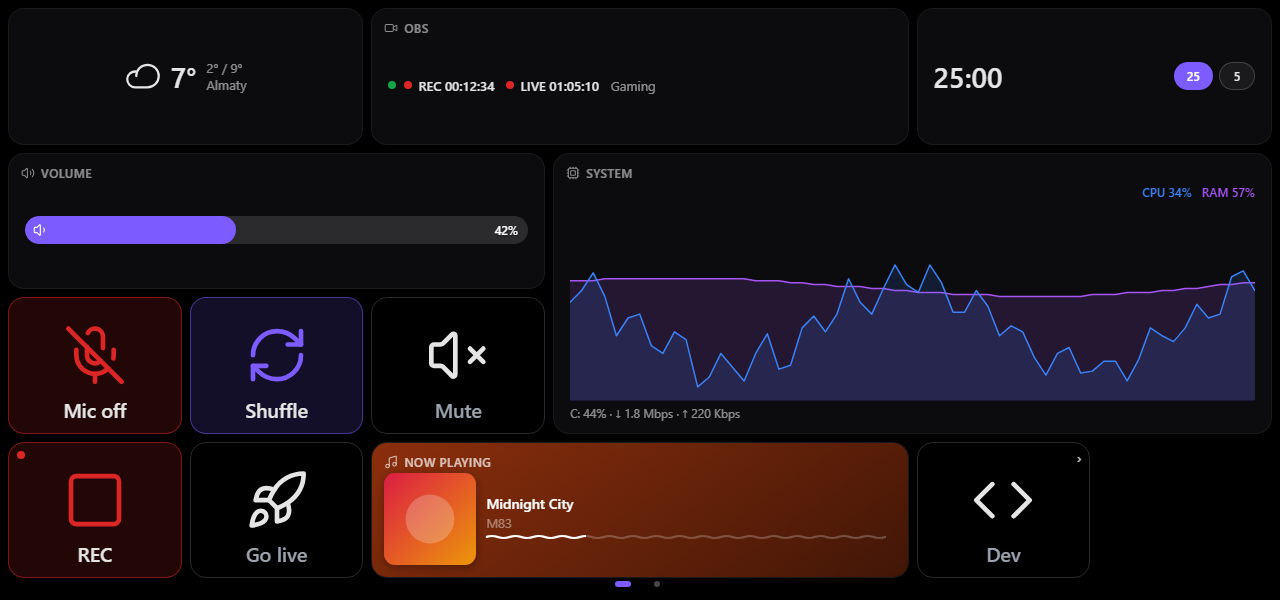 7°
2° / 9°
Almaty
OBS
REC 00:12:34 LIVE 01:05:10 Gaming
25:00
25
5
VOLUME
42%
SYSTEM
CPU 34% RAM 57%
C: 44% · ↓ 1.8 Mbps · ↑ 220 Kbps
Mic off
Shuffle
Mute
REC
Go live
NOW PLAYING
Midnight City
M83
Dev